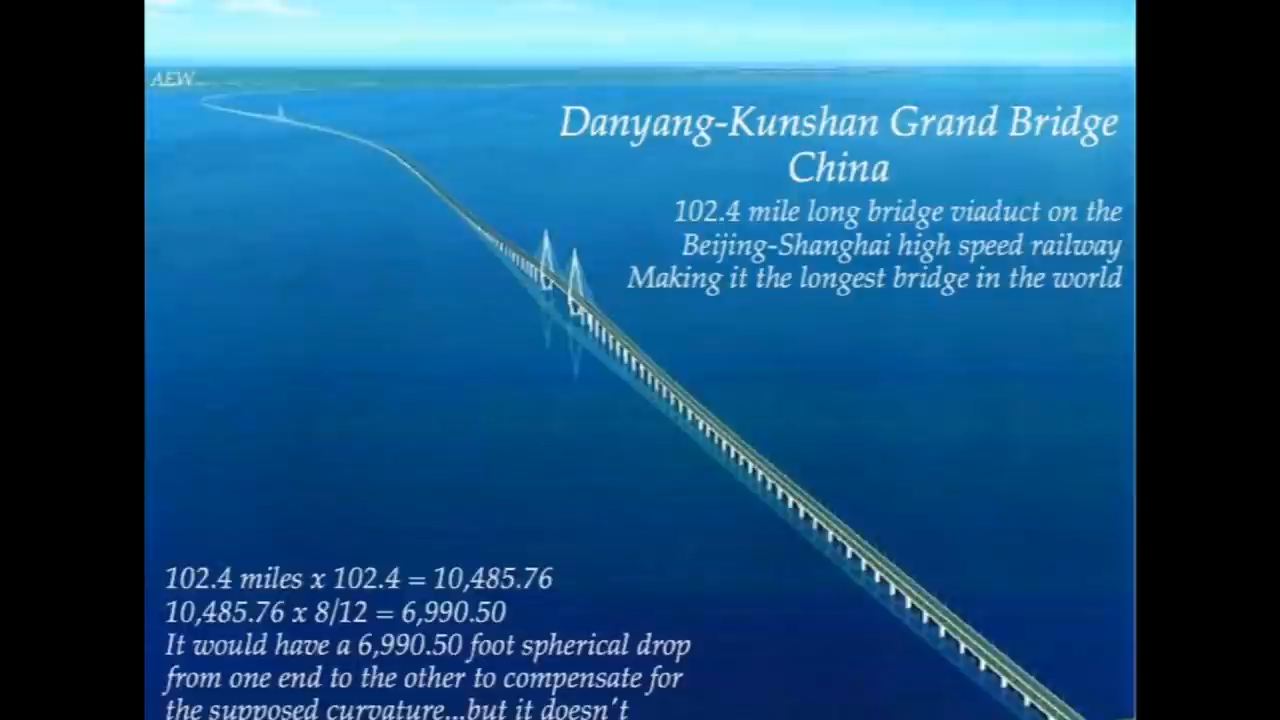 AEW
Danyang-Kunshan Grand Bridge
China
102.4 mile long bridge viaduct on the
Beijing-Shanghai high speed railway
Making it the longest bridge in the world
102.4 miles x 102.4 = 10,485.76
10,485.76 x 8/12 = 6,990.50
It would have a 6,990.50 foot spherical drop
from one end to the other to compensate for
the supposed curvature...but it doesn't